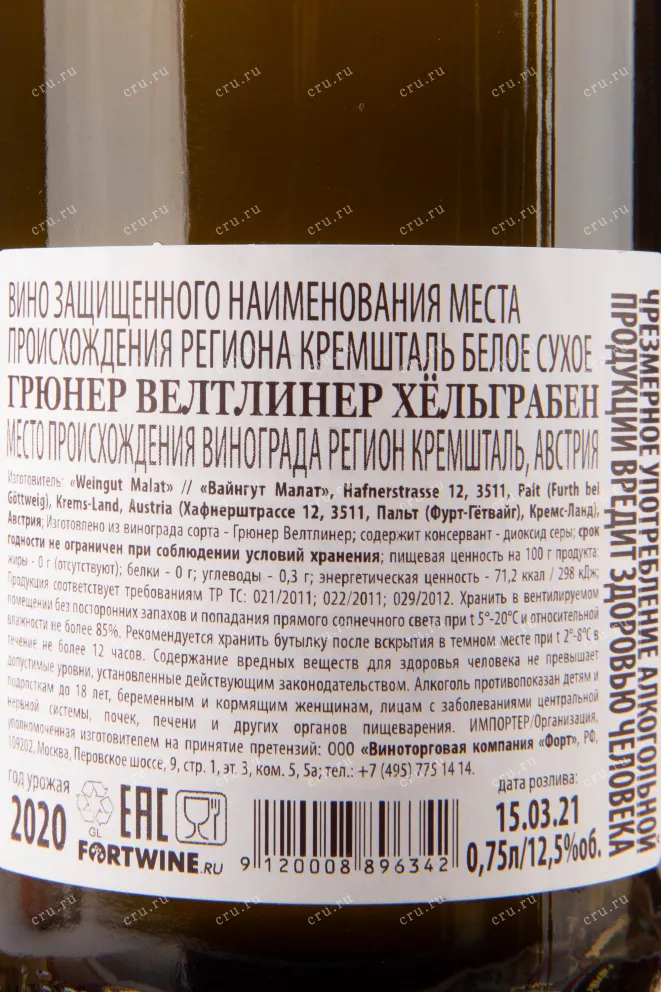 ВИНО ЗАЩИЩЕННОГО НАИМЕНОВАНИЯ МЕСТА
ПРОИСХОЖДЕНИЯ РЕГИОНА КРЕМШТАЛЬ БЕЛОЕ СУХОЕ
ГРЮНЕР ВЕЛТЛИНЕР ХЁЛЬГРАБЕН
МЕСТО ПРОИСХОЖДЕНИЯ ВИНОГРАДА РЕГИОН КРЕМШТАЛЬ, АВСТРИЯ
Изготовитель: «Weingut Malat» // «Вайнгут Малат», Hafnerstrasse 12, 3511, Palt (Furth bei
Göttweig), Krems-Land, Austria (Хафнерштрассе 12, 3511, Пальт (Фурт-Гётвайг), Кремс-Ланд),
Австрия; Изготовлено из винограда сорта - Грюнер Велтлинер; содержит консервант - диоксид серы; срок
годности не ограничен при соблюдении условий хранения; пищевая ценность на 100 г продукта:
жиры - 0 г (отсутствуют); белки - 0 г; углеводы - 0,3 г; энергетическая ценность - 71,2 ккал / 298 кДж;
Продукция соответствует требованиям ТР ТС: 021/2011; 022/2011; 029/2012. Хранить в вентилируемом
помещении без посторонних запахов и попадания прямого солнечного света при t 5°-20°C и относительной
влажности не более 85%. Рекомендуется хранить бутылку после вскрытия в темном месте при t 2°-8°C в
течение не более 12 часов. Содержание вредных веществ для здоровья человека не превышает
допустимые уровни, установленные действующим законодательством. Алкоголь противопоказан детям и
подросткам до 18 лет, беременным и кормящим женщинам, лицам с заболеваниями центральной
нервной системы, почек, печени и других органов пищеварения. ИМПОРТЕР/Организация,
уполномоченная изготовителем на принятие претензий: ООО «Виноторговая компания «Форт», РФ,
109202, Москва, Перовское шоссе, 9, стр. 1, эт. 3, ком. 5, 5а; тел.: +7 (495) 775 14 14.
год урожая
2020
GL
EAC
FORTWINE.RU
9 120008 896342
дата розлива:
15.03.21
0,75л/12,5%об.
ЧРЕЗМЕРНОЕ УПОТРЕБЛЕНИЕ АЛКОГОЛЬНОЙ
ПРОДУКЦИИ ВРЕДИТ ЗДОРОВЬЮ ЧЕЛОВЕКА
cru.ru